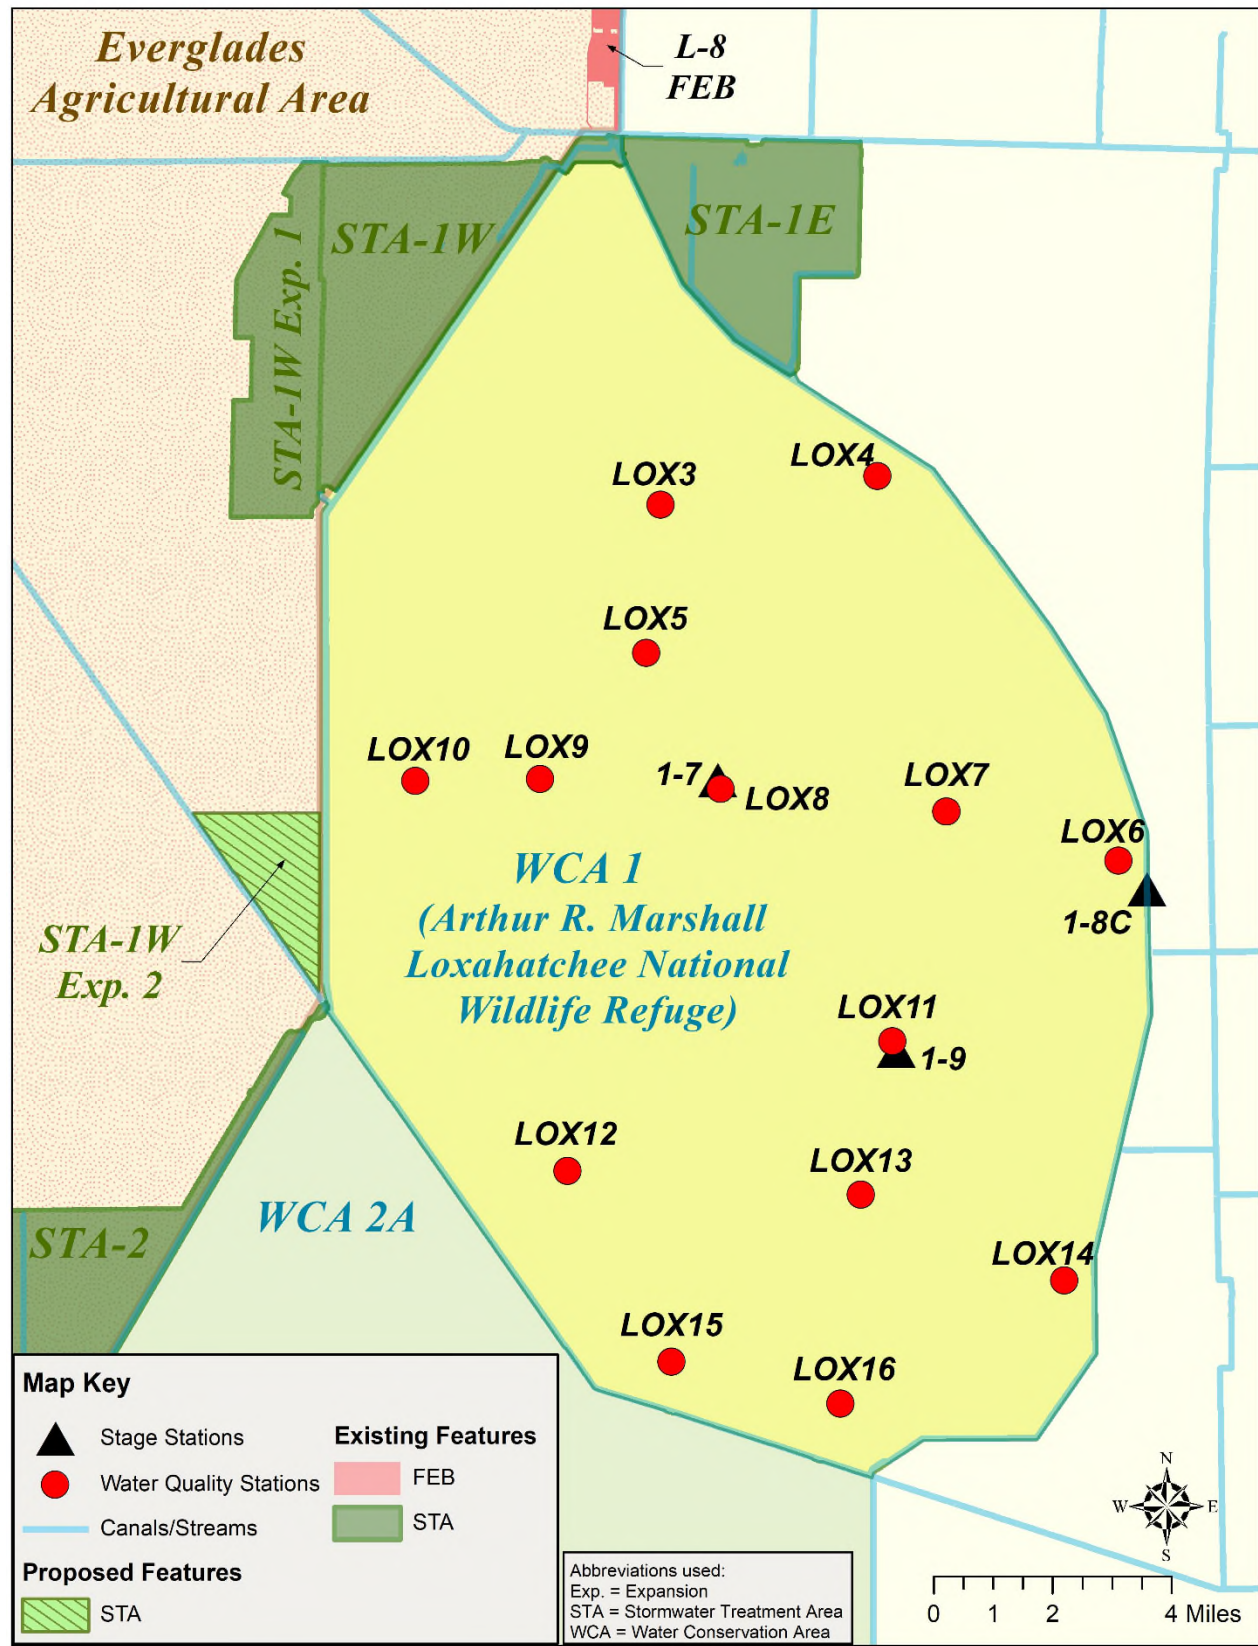 Everglades
Agricultural Area
L-8
FEB
STA-1W
STA-1E
STA-1W Exp. 1
LOX3
LOX4
LOX5
LOX10
LOX9
1-7
LOX8
LOX7
LOX6
1-8C
WCA 1
(Arthur R. Marshall
Loxahatchee National
Wildlife Refuge)
STA-1W
Exp. 2
LOX11
1-9
LOX12
LOX13
WCA 2A
STA-2
LOX14
LOX15
LOX16
Map Key
Stage Stations
Water Quality Stations
Canals/Streams
Proposed Features
STA
Existing Features
FEB
STA
Abbreviations used:
Exp. = Expansion
STA = Stormwater Treatment Area
WCA = Water Conservation Area
N
W E
S
0 1 2 4 Miles